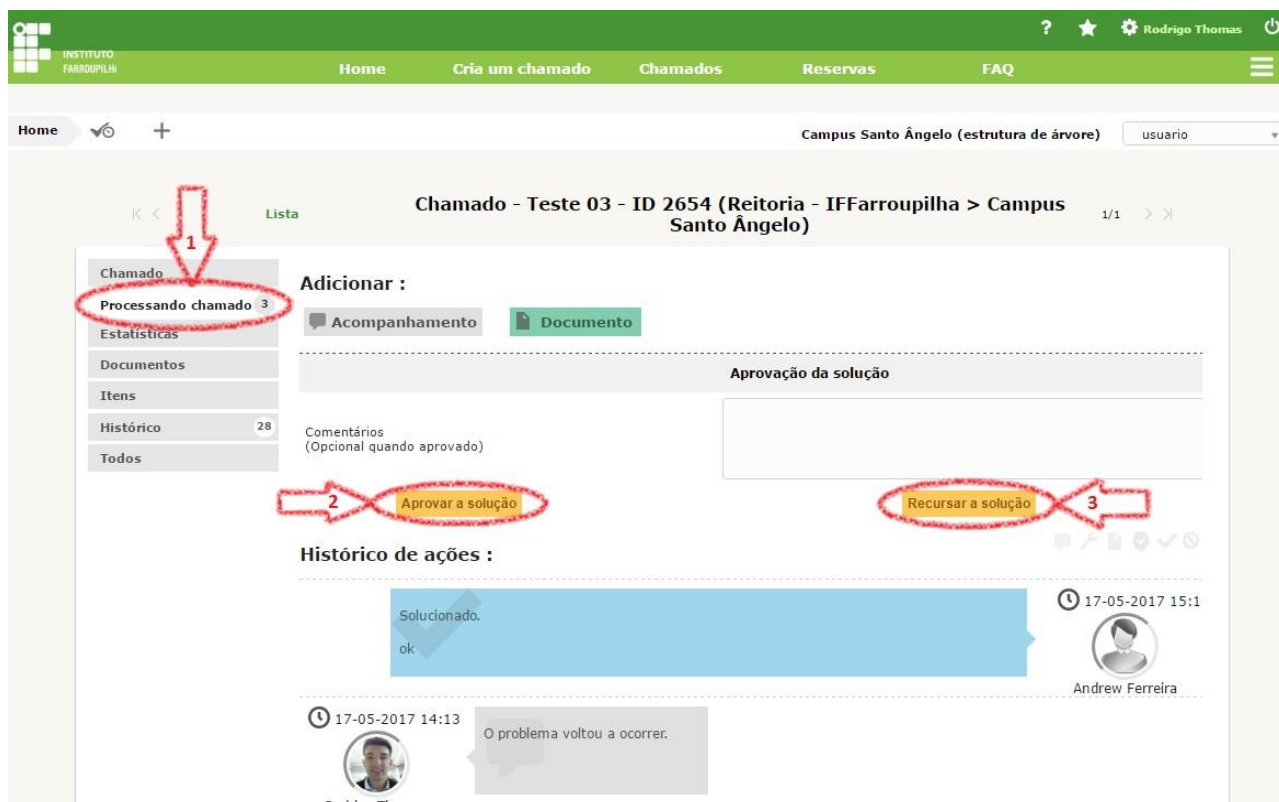 ? Rodrigo Thomas
INSTITUTO
FARROUPILHA
Home Cria um chamado Chamados Reservas FAQ
Home + Campus Santo Ângelo (estrutura de árvore) usuario
Lista
Chamado - Teste 03 - ID 2654 (Reitoria - IFFarroupilha > Campus
Santo Ângelo)
1/1
1
Chamado
Processando chamado 3
Estatísticas
Documentos
Itens
Histórico 28
Todos
Adicionar :
Acompanhamento Documento
Aprovação da solução
Comentários
(Opcional quando aprovado)
2 Aprovar a solução Recursar a solução 3
Histórico de ações :
Solucionado.
ok
17-05-2017 15:1
Andrew Ferreira
17-05-2017 14:13
O problema voltou a ocorrer.